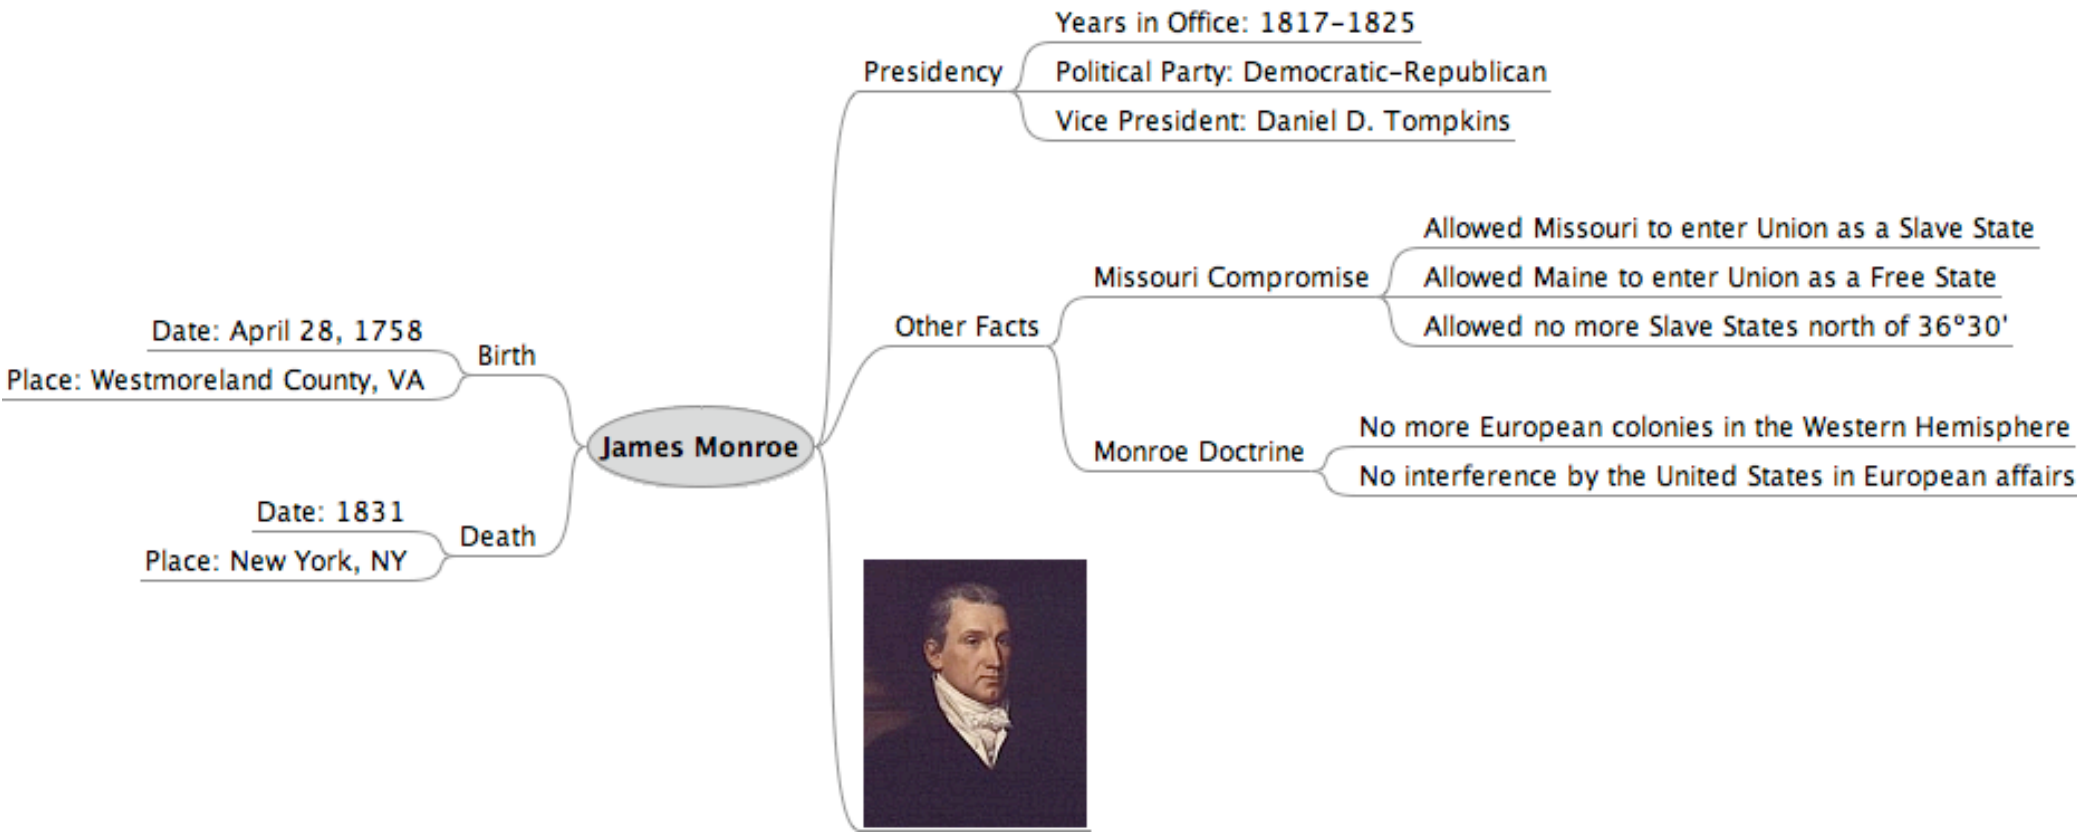 Years in Office: 1817-1825
Presidency
Political Party: Democratic-Republican
Vice President: Daniel D. Tompkins
Allowed Missouri to enter Union as a Slave State
Missouri Compromise
Allowed Maine to enter Union as a Free State
Other Facts
Allowed no more Slave States north of 36°30'
Monroe Doctrine
No more European colonies in the Western Hemisphere
No interference by the United States in European affairs
Date: April 28, 1758
Birth
Place: Westmoreland County, VA
James Monroe
Date: 1831
Death
Place: New York, NY